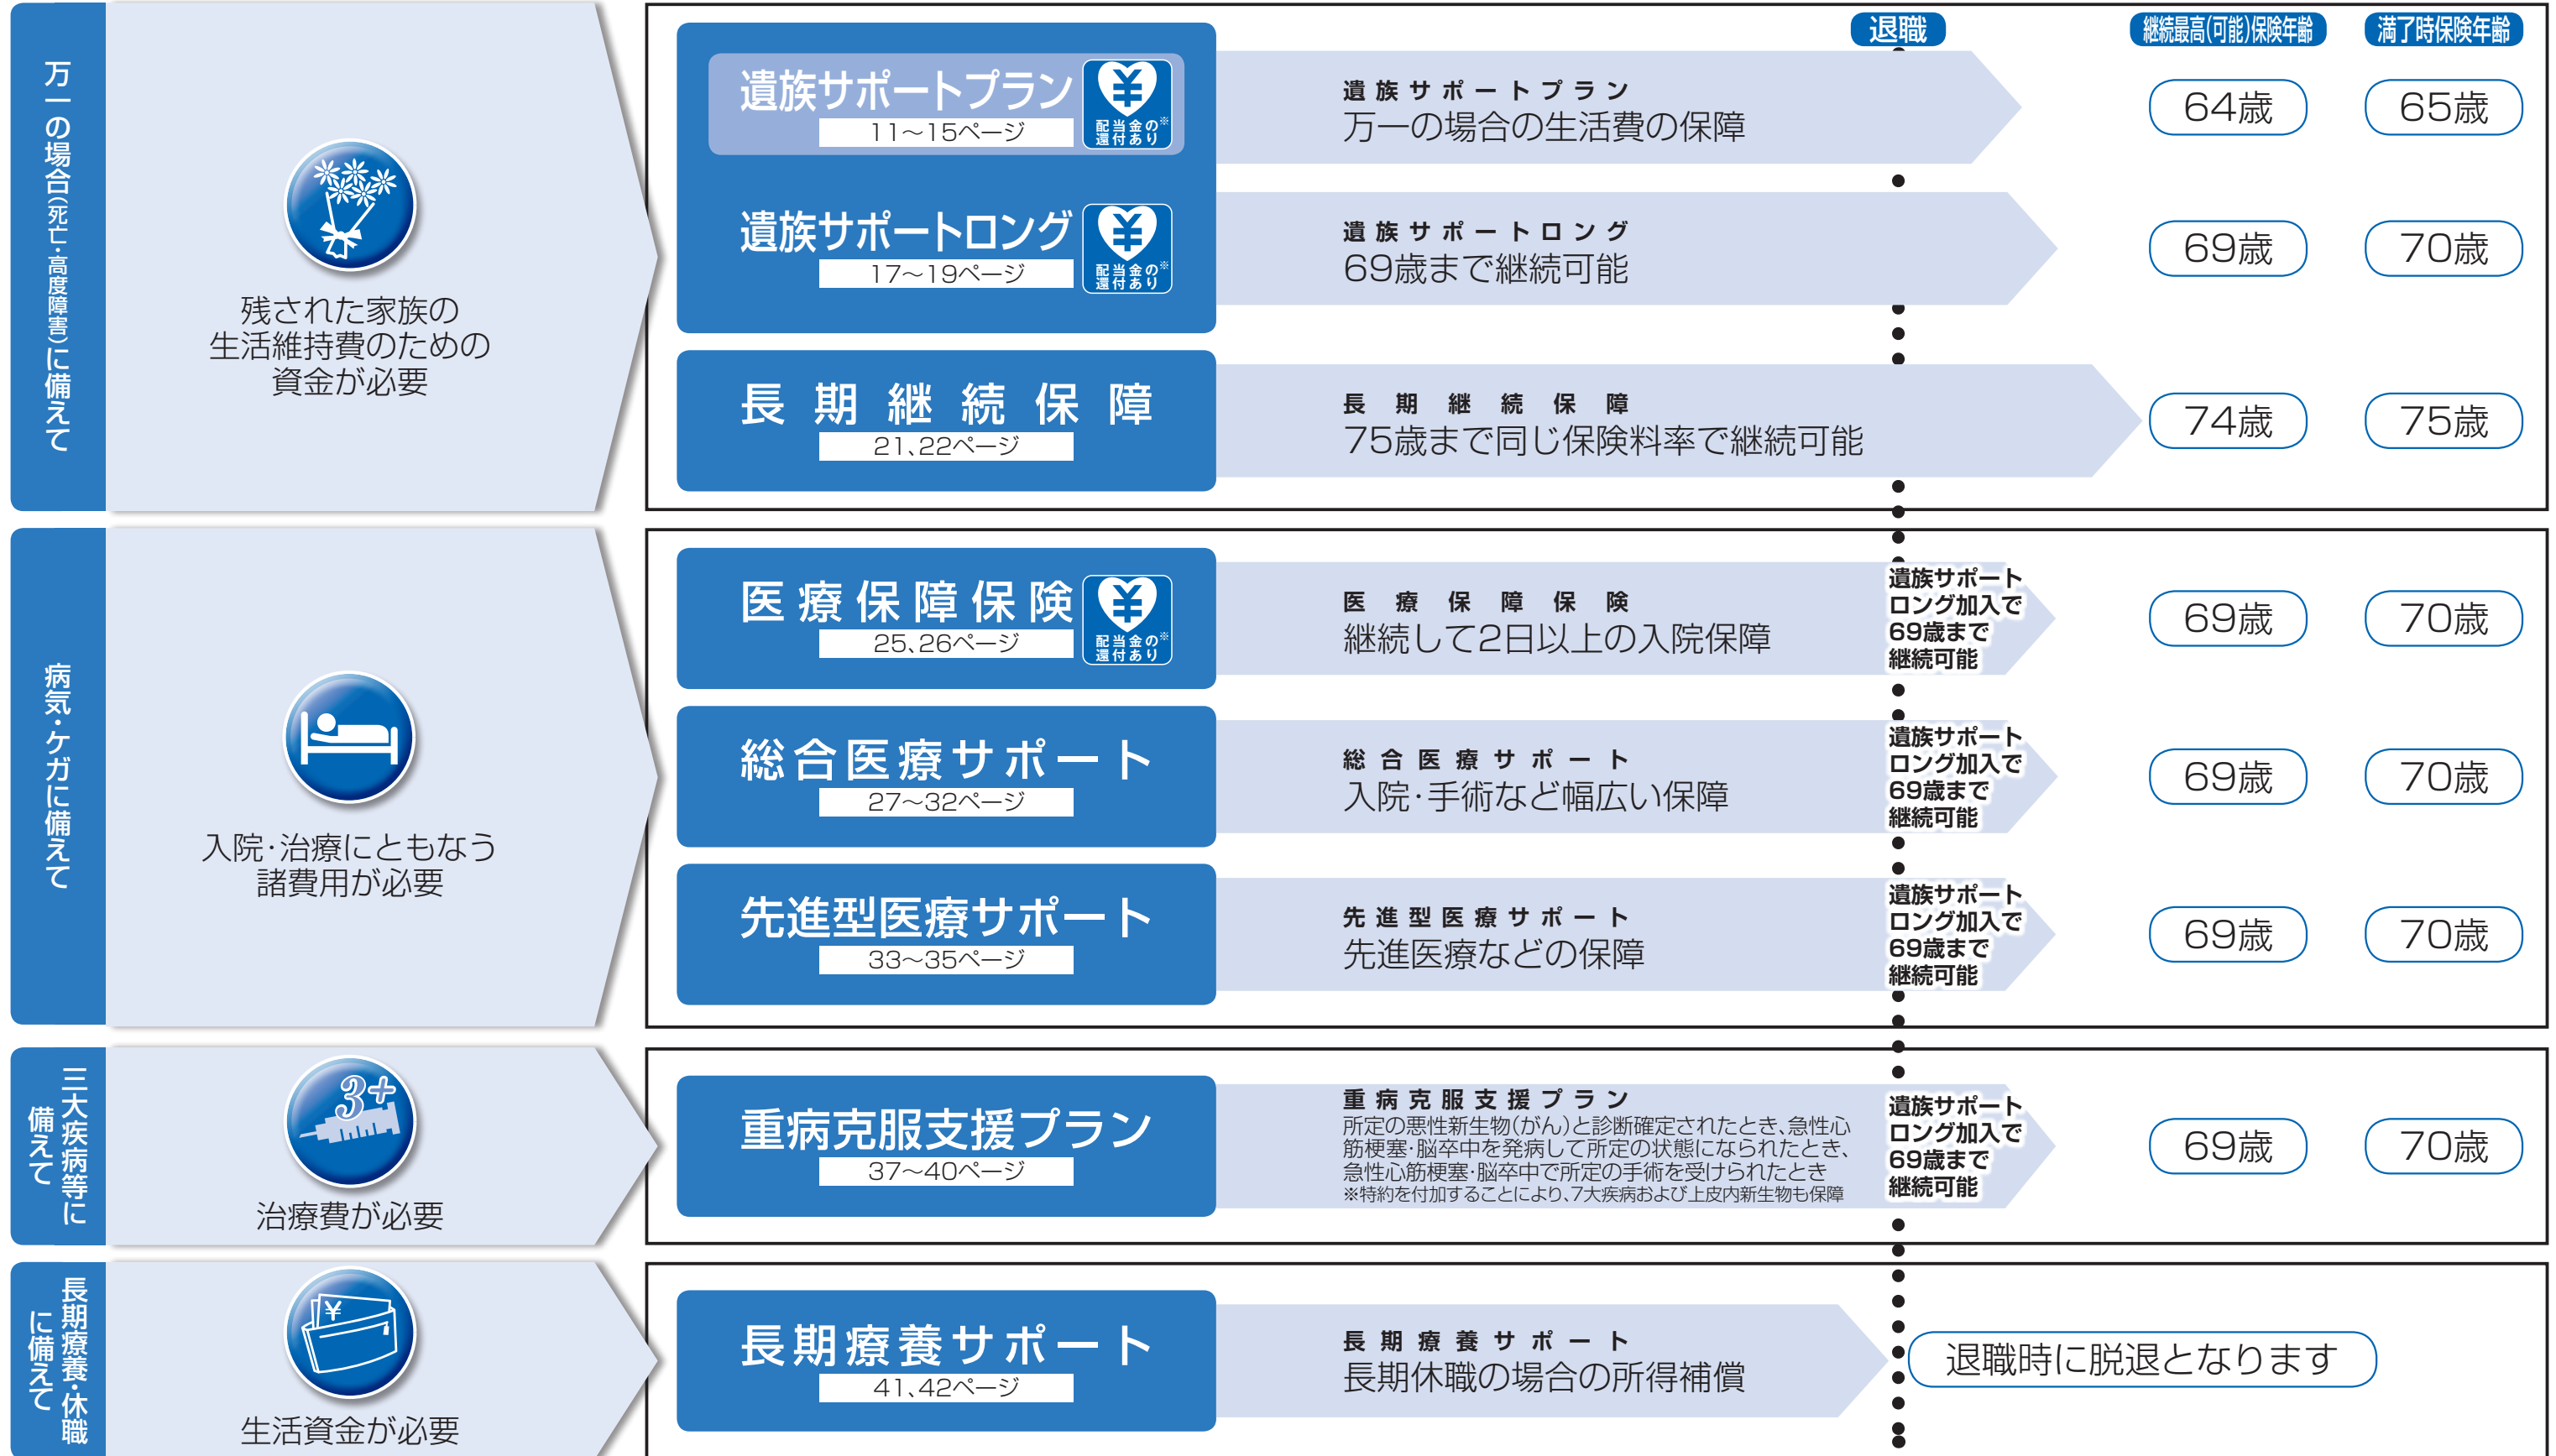 退職
継続最高(可能)保険年齢
満了時保険年齢
万一の場合(死亡・高度障害)に備えて
残された家族の
生活維持費のための
資金が必要
遺族サポートプラン
11〜15ページ
¥
配当金の※
還付あり
遺族サポートプラン
万一の場合の生活費の保障
64歳
65歳
遺族サポートロング
17〜19ページ
¥
配当金の※
還付あり
遺族サポートロング
69歳まで継続可能
69歳
70歳
長期継続保障
21、22ページ
長期継続保障
75歳まで同じ保険料率で継続可能
74歳
75歳
病気・ケガに備えて
入院・治療にともなう
諸費用が必要
医療保障保険
25、26ページ
¥
配当金の※
還付あり
医療保障保険
継続して2日以上の入院保障
遺族サポート
ロング加入で
69歳まで
継続可能
69歳
70歳
総合医療サポート
27〜32ページ
総合医療サポート
入院・手術など幅広い保障
遺族サポート
ロング加入で
69歳まで
継続可能
69歳
70歳
先進型医療サポート
33〜35ページ
先進型医療サポート
先進医療などの保障
遺族サポート
ロング加入で
69歳まで
継続可能
69歳
70歳
三大疾病等に
備えて
3+
治療費が必要
重病克服支援プラン
37〜40ページ
重病克服支援プラン
所定の悪性新生物(がん)と診断確定されたとき、急性心
筋梗塞・脳卒中を発病して所定の状態になられたとき、
急性心筋梗塞・脳卒中で所定の手術を受けられたとき
※特約を付加することにより、7大疾病および上皮内新生物も保障
遺族サポート
ロング加入で
69歳まで
継続可能
69歳
70歳
長期療養・休職
に備えて
¥
生活資金が必要
長期療養サポート
41、42ページ
長期療養サポート
長期休職の場合の所得補償
退職時に脱退となります